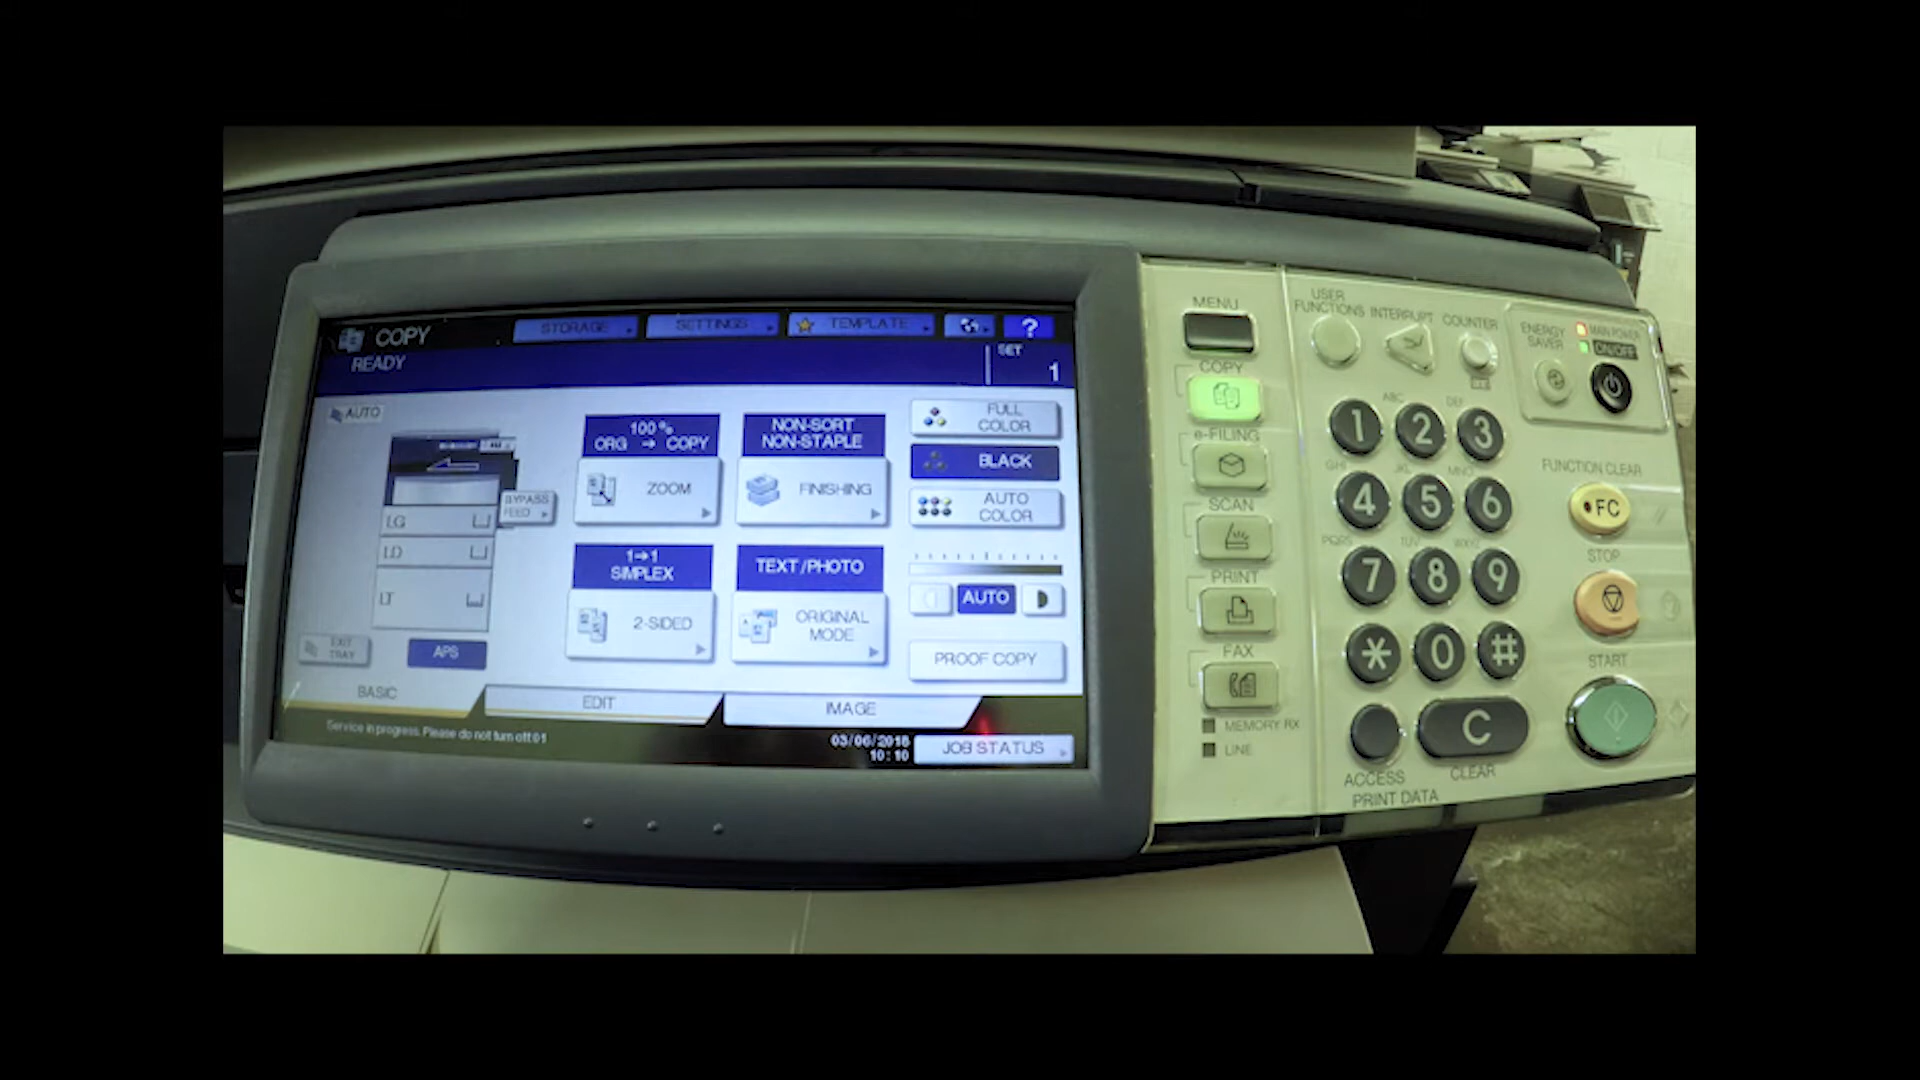 COPY
STORAGE
SETTINGS
TEMPLATE
?
READY
SET
1
AUTO
BYPASS
FEED
LG
LD
LT
EXIT
TRAY
APS
100 %
ORG → COPY
ZOOM
NON-SORT
NON-STAPLE
FINISHING
1→1
SIMPLEX
2-SIDED
TEXT/PHOTO
ORIGINAL
MODE
FULL
COLOR
BLACK
AUTO
COLOR
AUTO
PROOF COPY
BASIC
EDIT
IMAGE
Service in progress. Please do not turn off:01
03/06/2018
10:10
JOB STATUS
MENU
COPY
e-FILING
SCAN
PRINT
FAX
MEMORY RX
LINE
USER
FUNCTIONS
INTERRUPT
COUNTER
ENERGY
SAVER
MAIN POWER
ON/OFF
1
ABC
2
DEF
3
GHI
4
JKL
5
MNO
6
PQRS
7
TUV
8
WXYZ
9
*
0
#
C
ACCESS
CLEAR
PRINT DATA
FUNCTION CLEAR
FC
STOP
START